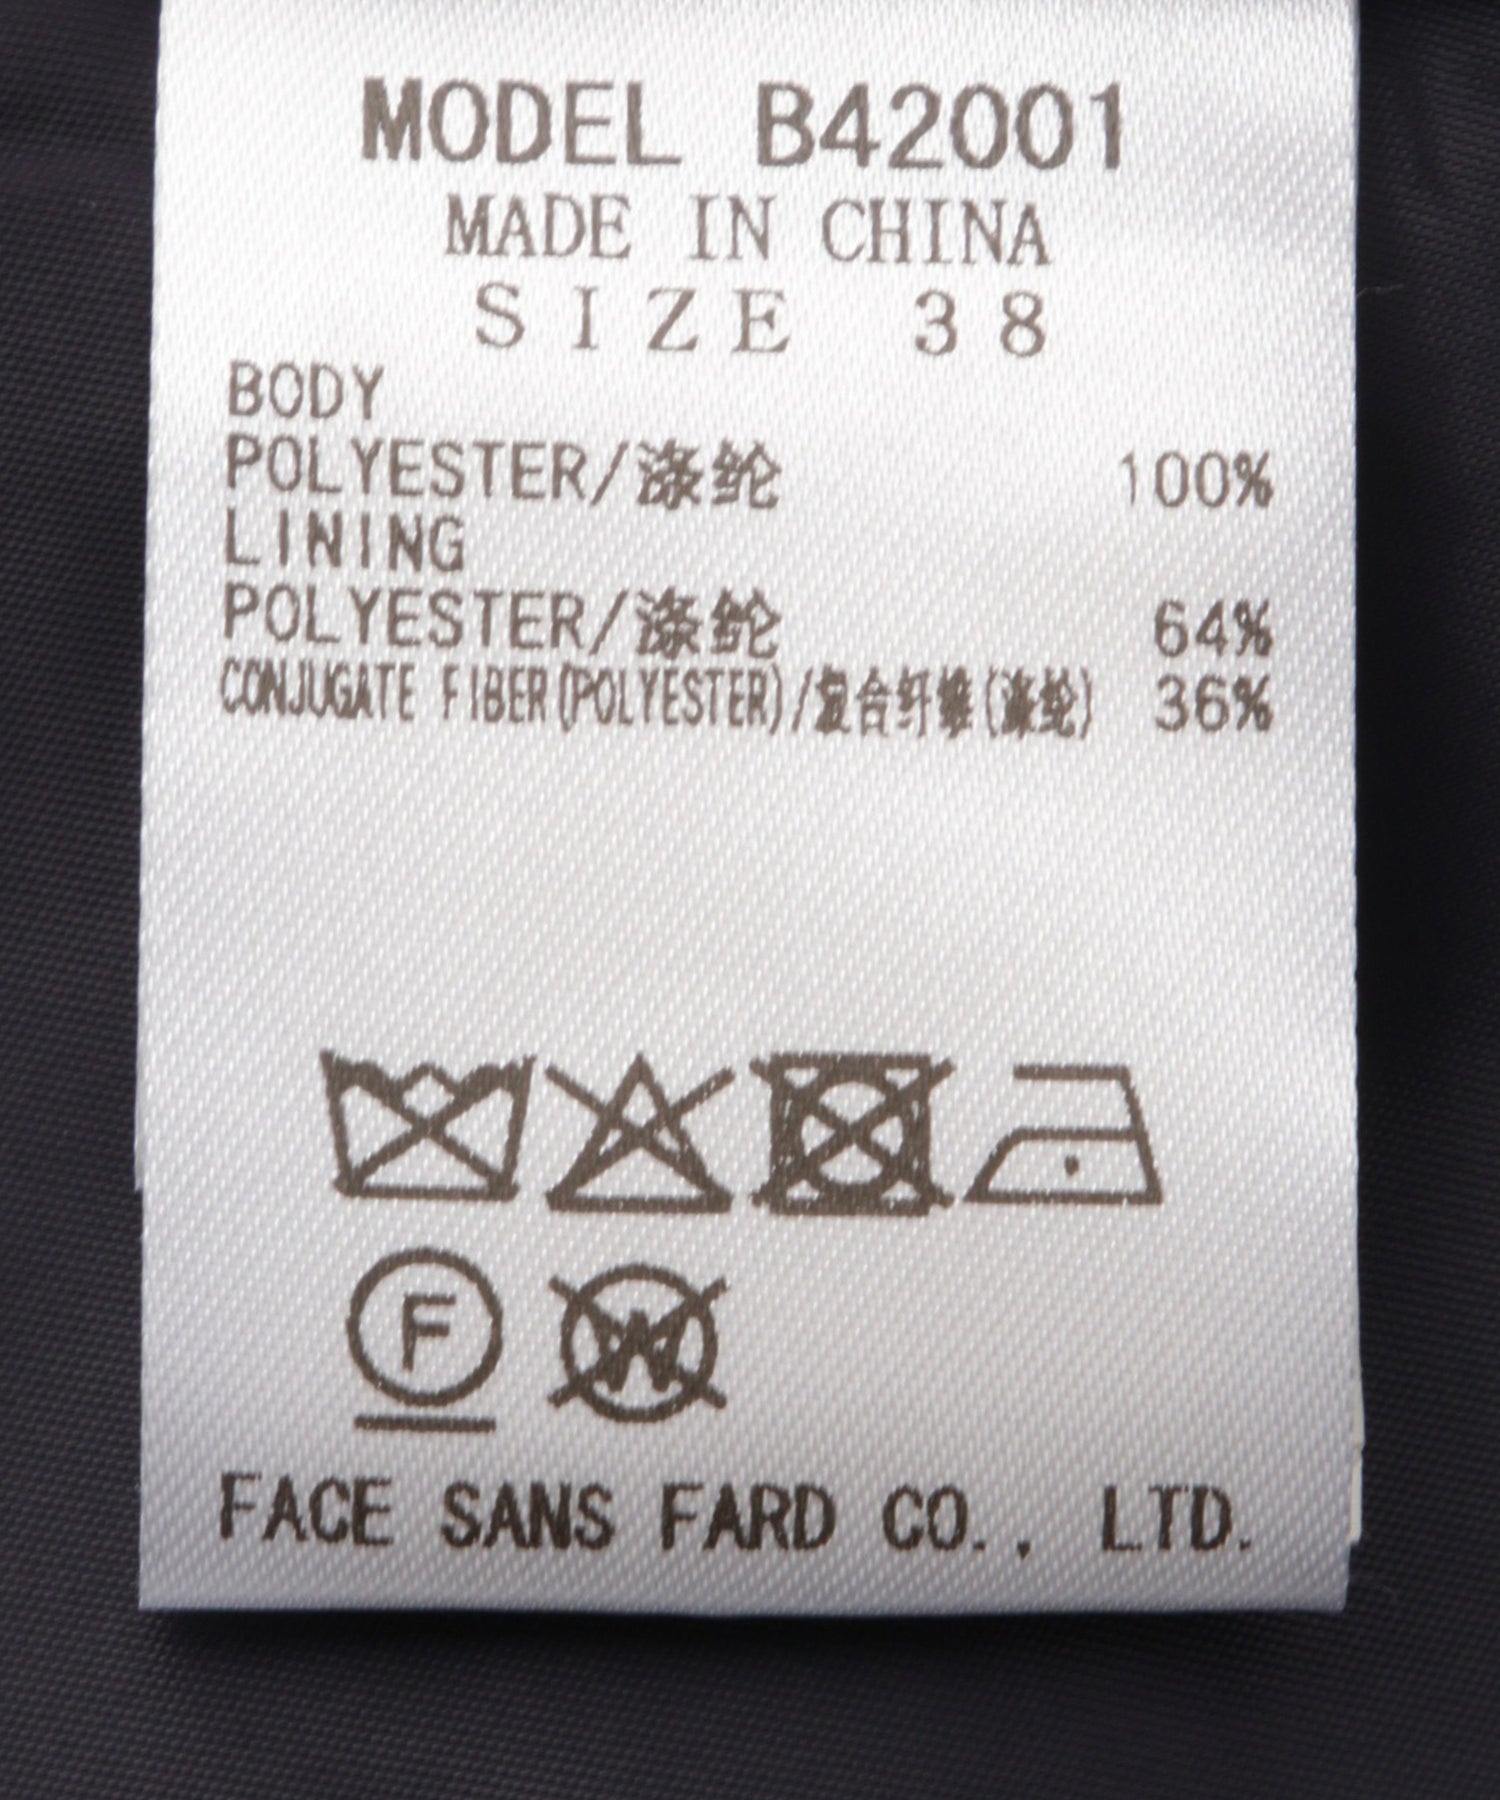 MODEL B42001
MADE IN CHINA
SIZE 38
BODY
POLYESTER/涤纶 100%
LINING
POLYESTER/涤纶 64%
CONJUGATE FIBER(POLYESTER)/复合纤维(涤纶) 36%
F W
FACE SANS FARD CO., LTD.